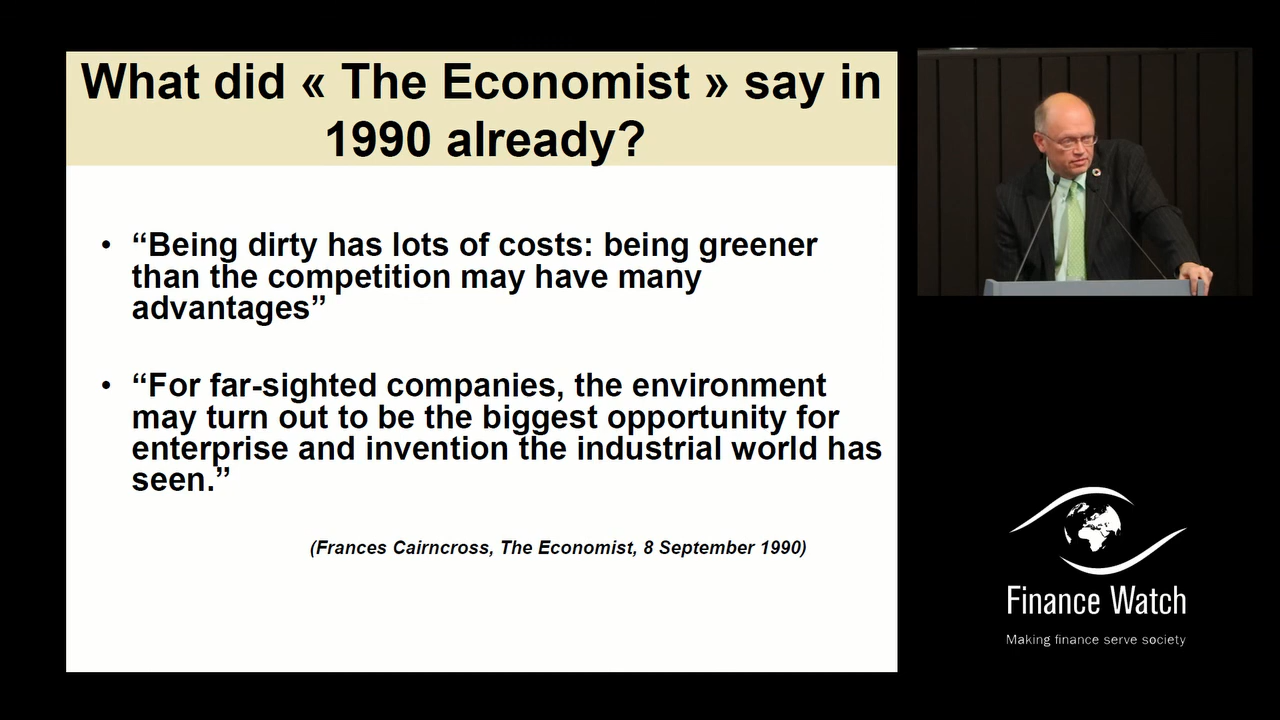 What did « The Economist » say in
1990 already?
• “Being dirty has lots of costs: being greener
than the competition may have many
advantages”
• “For far-sighted companies, the environment
may turn out to be the biggest opportunity for
enterprise and invention the industrial world has
seen.”
(Frances Cairncross, The Economist, 8 September 1990)
Finance Watch
Making finance serve society